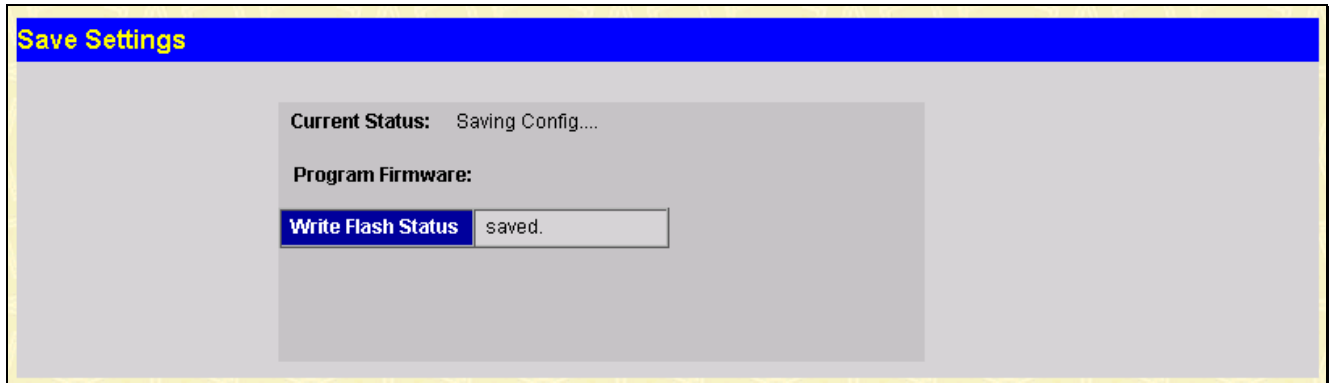 Save Settings
Current Status: Saving Config....
Program Firmware:
Write Flash Status saved.